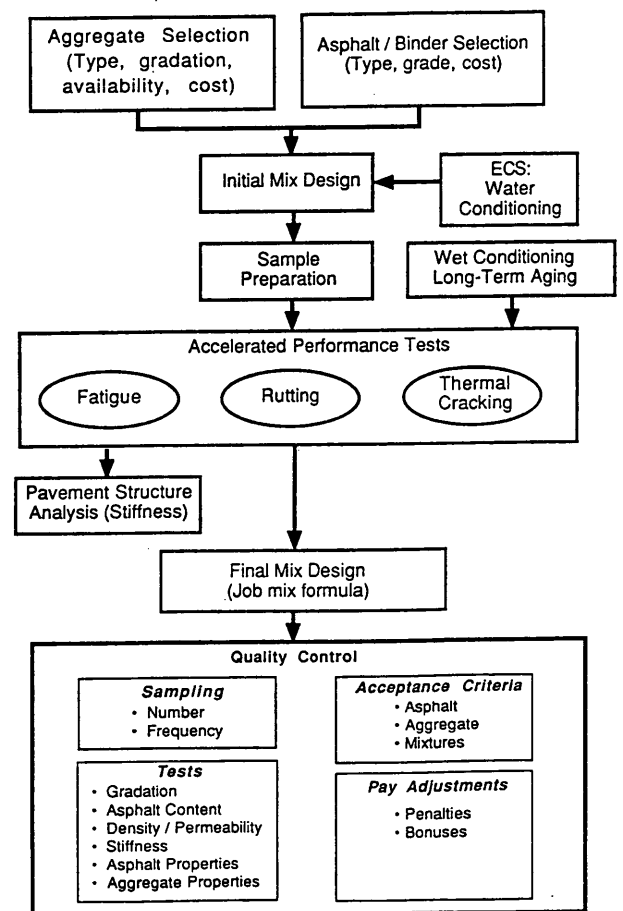 Aggregate Selection
(Type, gradation,
availability, cost)
Asphalt / Binder Selection
(Type, grade, cost)
Initial Mix Design
ECS:
Water
Conditioning
Sample
Preparation
Wet Conditioning
Long-Term Aging
Accelerated Performance Tests
Fatigue
Rutting
Thermal
Cracking
Pavement Structure
Analysis (Stiffness)
Final Mix Design
(Job mix formula)
Quality Control
Sampling
• Number
• Frequency
Acceptance Criteria
• Asphalt
• Aggregate
• Mixtures
Tests
• Gradation
• Asphalt Content
• Density / Permeability
• Stiffness
• Asphalt Properties
• Aggregate Properties
Pay Adjustments
• Penalties
• Bonuses